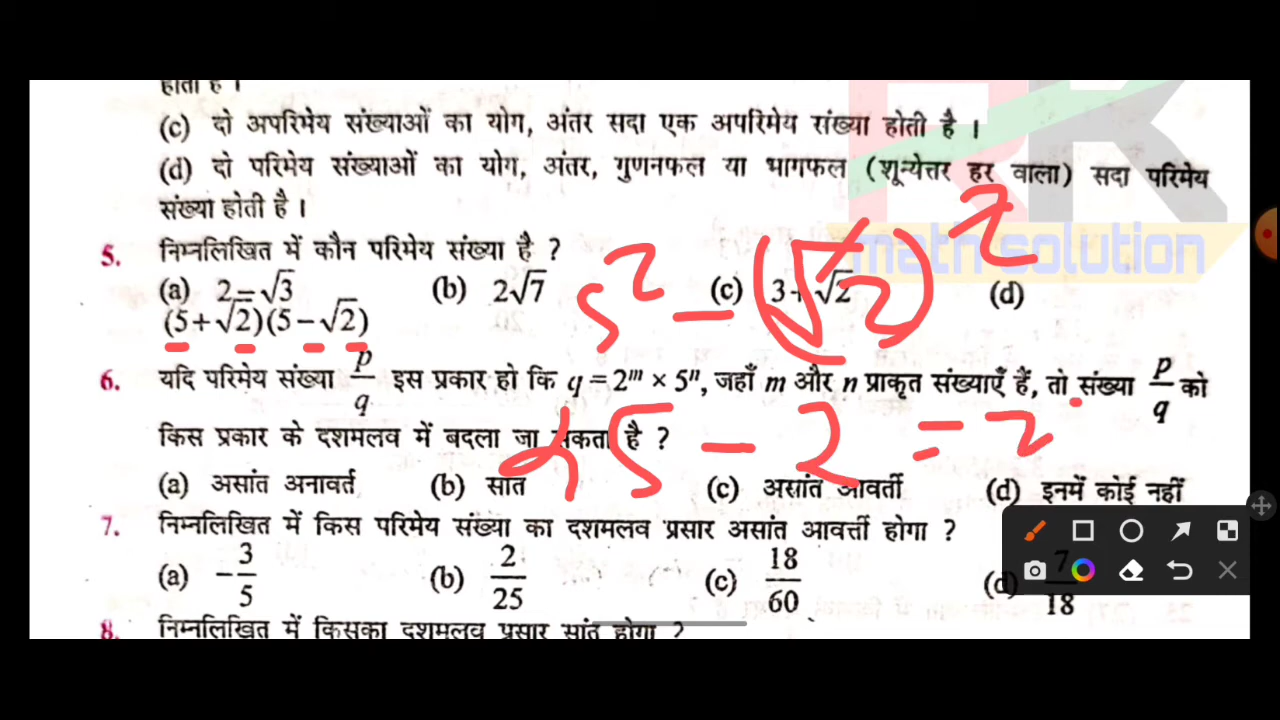 होता है ।
(c) दो अपरिमेय संख्याओं का योग, अंतर सदा एक अपरिमेय संख्या होती है ।
(d) दो परिमेय संख्याओं का योग, अंतर, गुणनफल या भागफल (शून्येत्तर हर वाला) सदा परिमेय
संख्या होती है ।
5. निम्नलिखित में कौन परिमेय संख्या है ?
(a) 2 – √3 (b) 2√7 (c) 3 + √2 (d)
(5 + √2)(5 – √2)
5² – (√2)²
6. यदि परिमेय संख्या p/q इस प्रकार हो कि q = 2ᵐ × 5ⁿ, जहाँ m और n प्राकृत संख्याएँ हैं, तो संख्या p/q को
किस प्रकार के दशमलव में बदला जा सकता है ?
25 – 2 = 2
(a) असांत अनावर्त (b) सांत (c) असांत आवर्ती (d) इनमें कोई नहीं
7. निम्नलिखित में किस परिमेय संख्या का दशमलव प्रसार असांत आवर्त्ती होगा ?
(a) –3/5 (b) 2/25 (c) 18/60 (d) 7/18
8. निम्नलिखित में किसका दशमलव प्रसार सांत होगा ?
RK
math solution